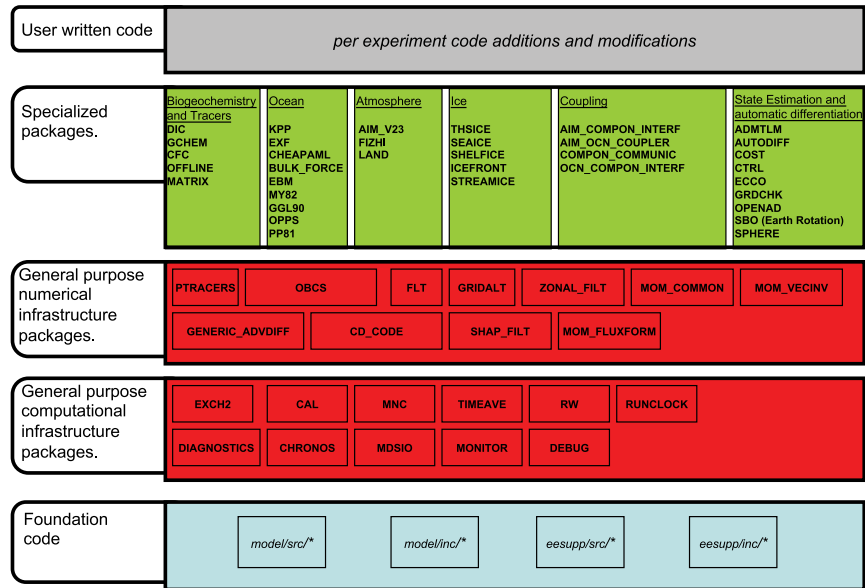 User written code
per experiment code additions and modifications
Specialized
packages.
Biogeochemistry
and Tracers
DIC
GCHEM
CFC
OFFLINE
MATRIX
Ocean
KPP
EXF
CHEAPAML
BULK_FORCE
EBM
MY82
GGL90
OPPS
PP81
Atmosphere
AIM_V23
FIZHI
LAND
Ice
THSICE
SEAICE
SHELFICE
ICEFRONT
STREAMICE
Coupling
AIM_COMPON_INTERF
AIM_OCN_COUPLER
COMPON_COMMUNIC
OCN_COMPON_INTERF
State Estimation and
automatic differentiation
ADMTLM
AUTODIFF
COST
CTRL
ECCO
GRDCHK
OPENAD
SBO (Earth Rotation)
SPHERE
General purpose
numerical
infrastructure
packages.
PTRACERS
OBCS
FLT
GRIDALT
ZONAL_FILT
MOM_COMMON
MOM_VECINV
GENERIC_ADVDIFF
CD_CODE
SHAP_FILT
MOM_FLUXFORM
General purpose
computational
infrastructure
packages.
EXCH2
CAL
MNC
TIMEAVE
RW
RUNCLOCK
DIAGNOSTICS
CHRONOS
MDSIO
MONITOR
DEBUG
Foundation
code
model/src/*
model/inc/*
eesupp/src/*
eesupp/inc/*